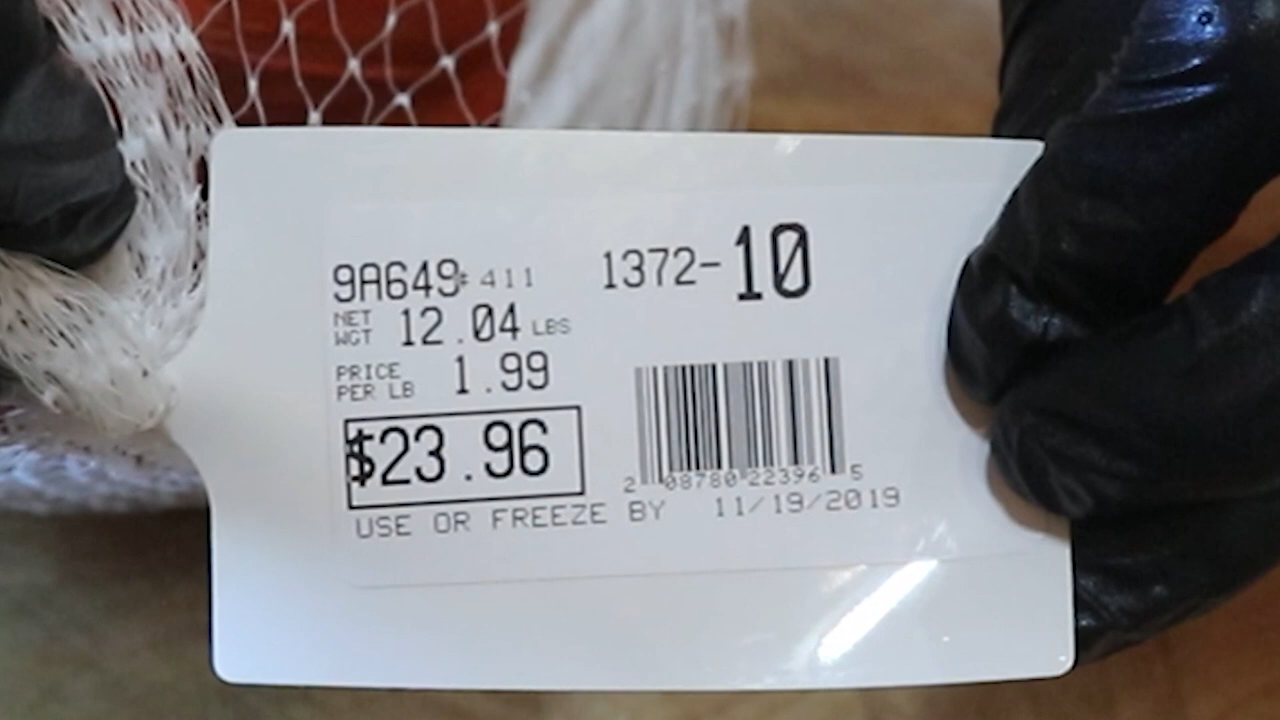 9A649# 411 1372-10
NET WGT 12.04 LBS
PRICE PER LB 1.99
$23.96
2 08780 22396 5
USE OR FREEZE BY 11/19/2019